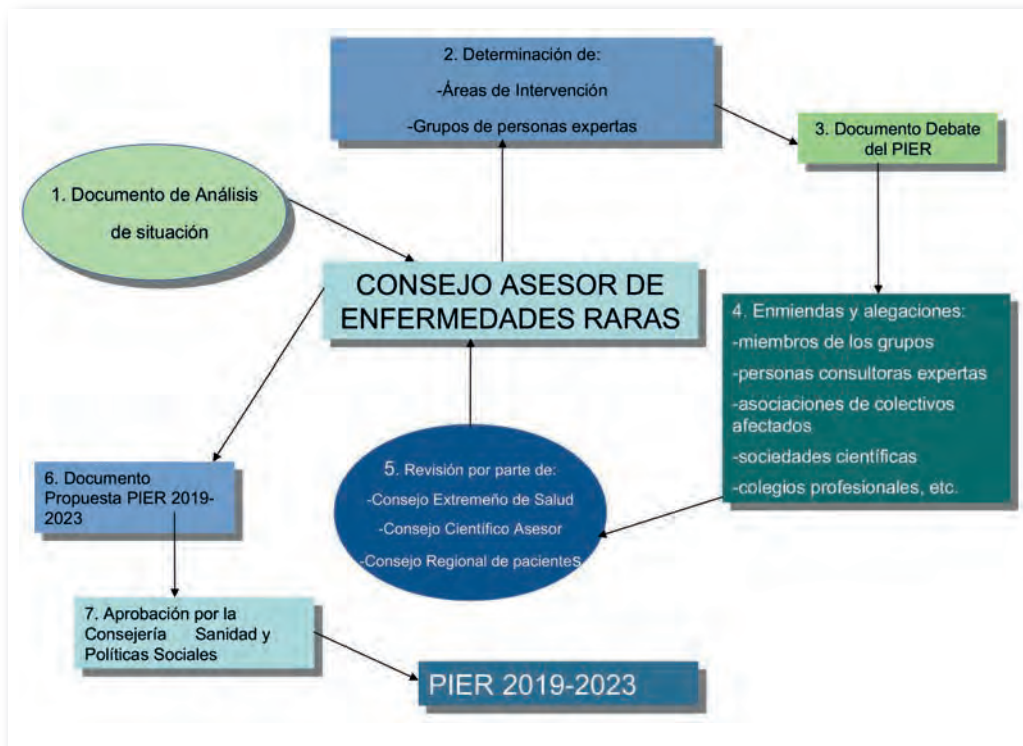 1. Documento de Análisis
de situación
2. Determinación de:
-Áreas de Intervención
-Grupos de personas expertas
3. Documento Debate
del PIER
CONSEJO ASESOR DE
ENFERMEDADES RARAS
4. Enmiendas y alegaciones:
-miembros de los grupos
-personas consultoras expertas
-asociaciones de colectivos
afectados
-sociedades científicas
-colegios profesionales, etc.
5. Revisión por parte de:
-Consejo Extremeño de Salud
-Consejo Científico Asesor
-Consejo Regional de pacientes
6. Documento
Propuesta PIER 2019-
2023
7. Aprobación por la
Consejería Sanidad y
Políticas Sociales
PIER 2019-2023